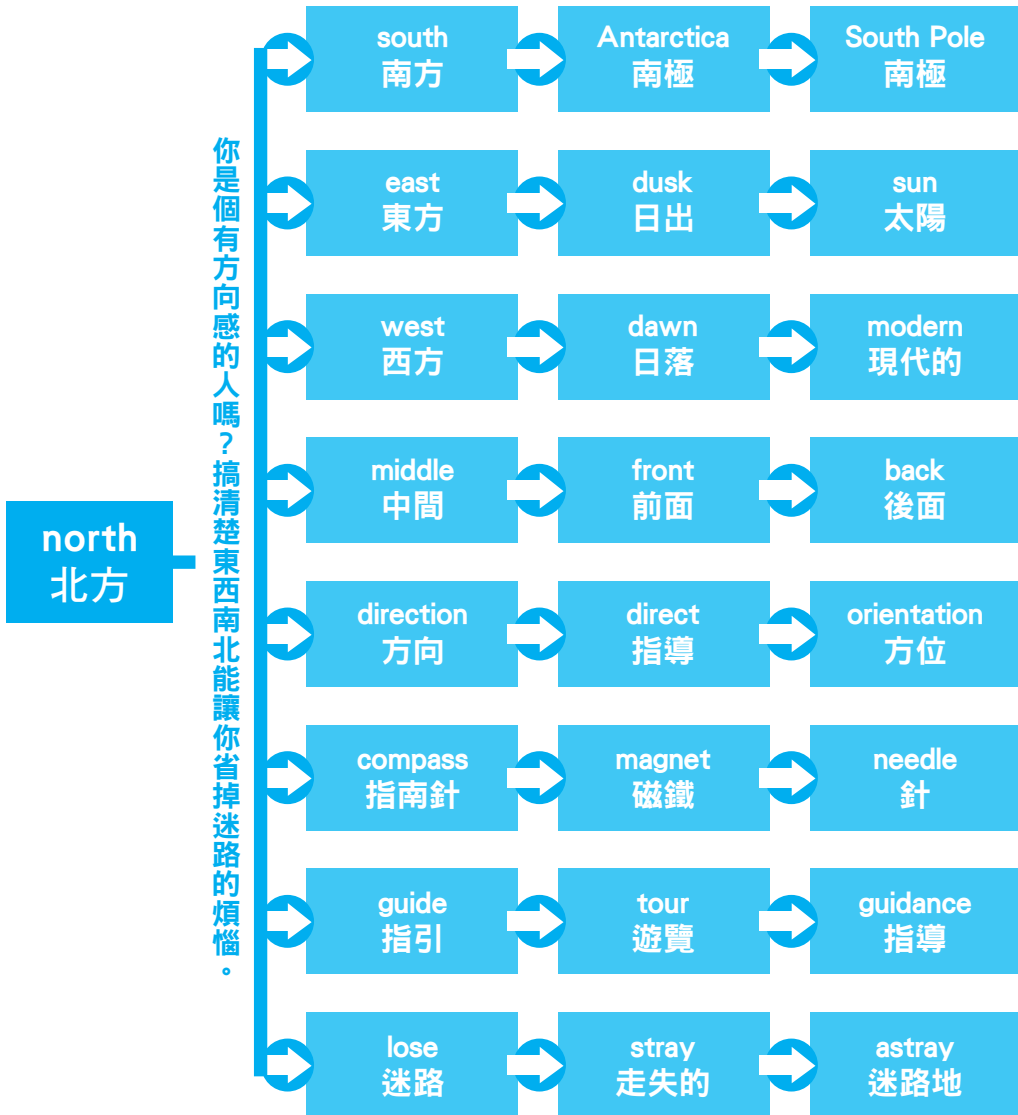 north
北方
你是個有方向感的人嗎？搞清楚東西南北能讓你省掉迷路的煩惱。
south
南方
Antarctica
南極
South Pole
南極
east
東方
dusk
日出
sun
太陽
west
西方
dawn
日落
modern
現代的
middle
中間
front
前面
back
後面
direction
方向
direct
指導
orientation
方位
compass
指南針
magnet
磁鐵
needle
針
guide
指引
tour
遊覽
guidance
指導
lose
迷路
stray
走失的
astray
迷路地